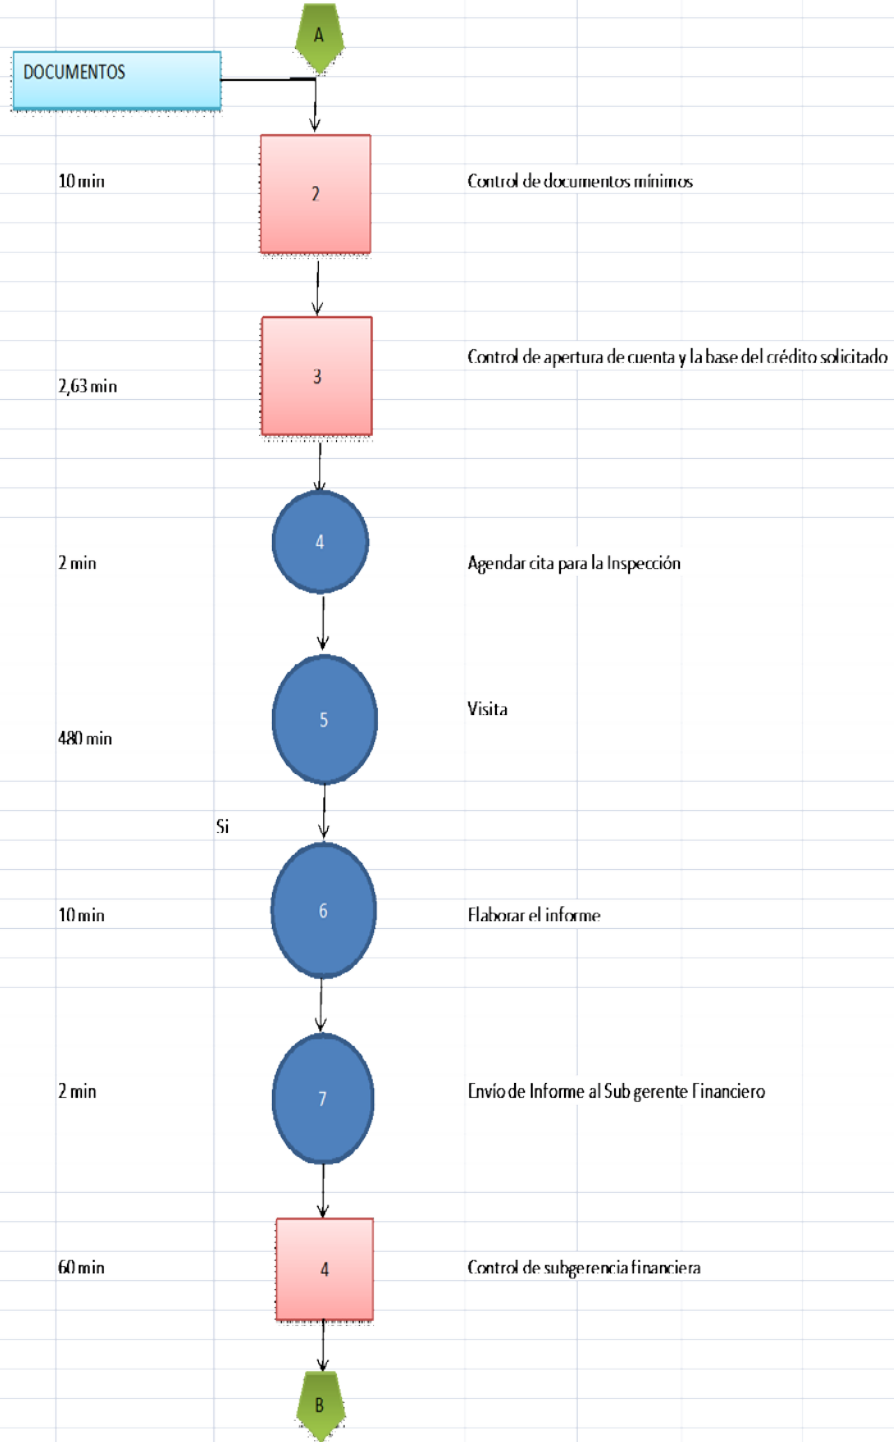 A
DOCUMENTOS
10 min
2
Control de documentos mínimos
3
Control de apertura de cuenta y la base del crédito solicitado
2,63 min
4
2 min
Agendar cita para la Inspección
5
Visita
480 min
Si
6
10 min
Elaborar el informe
7
2 min
Envío de Informe al Sub gerente Financiero
60 min
4
Control de subgerencia financiera
B